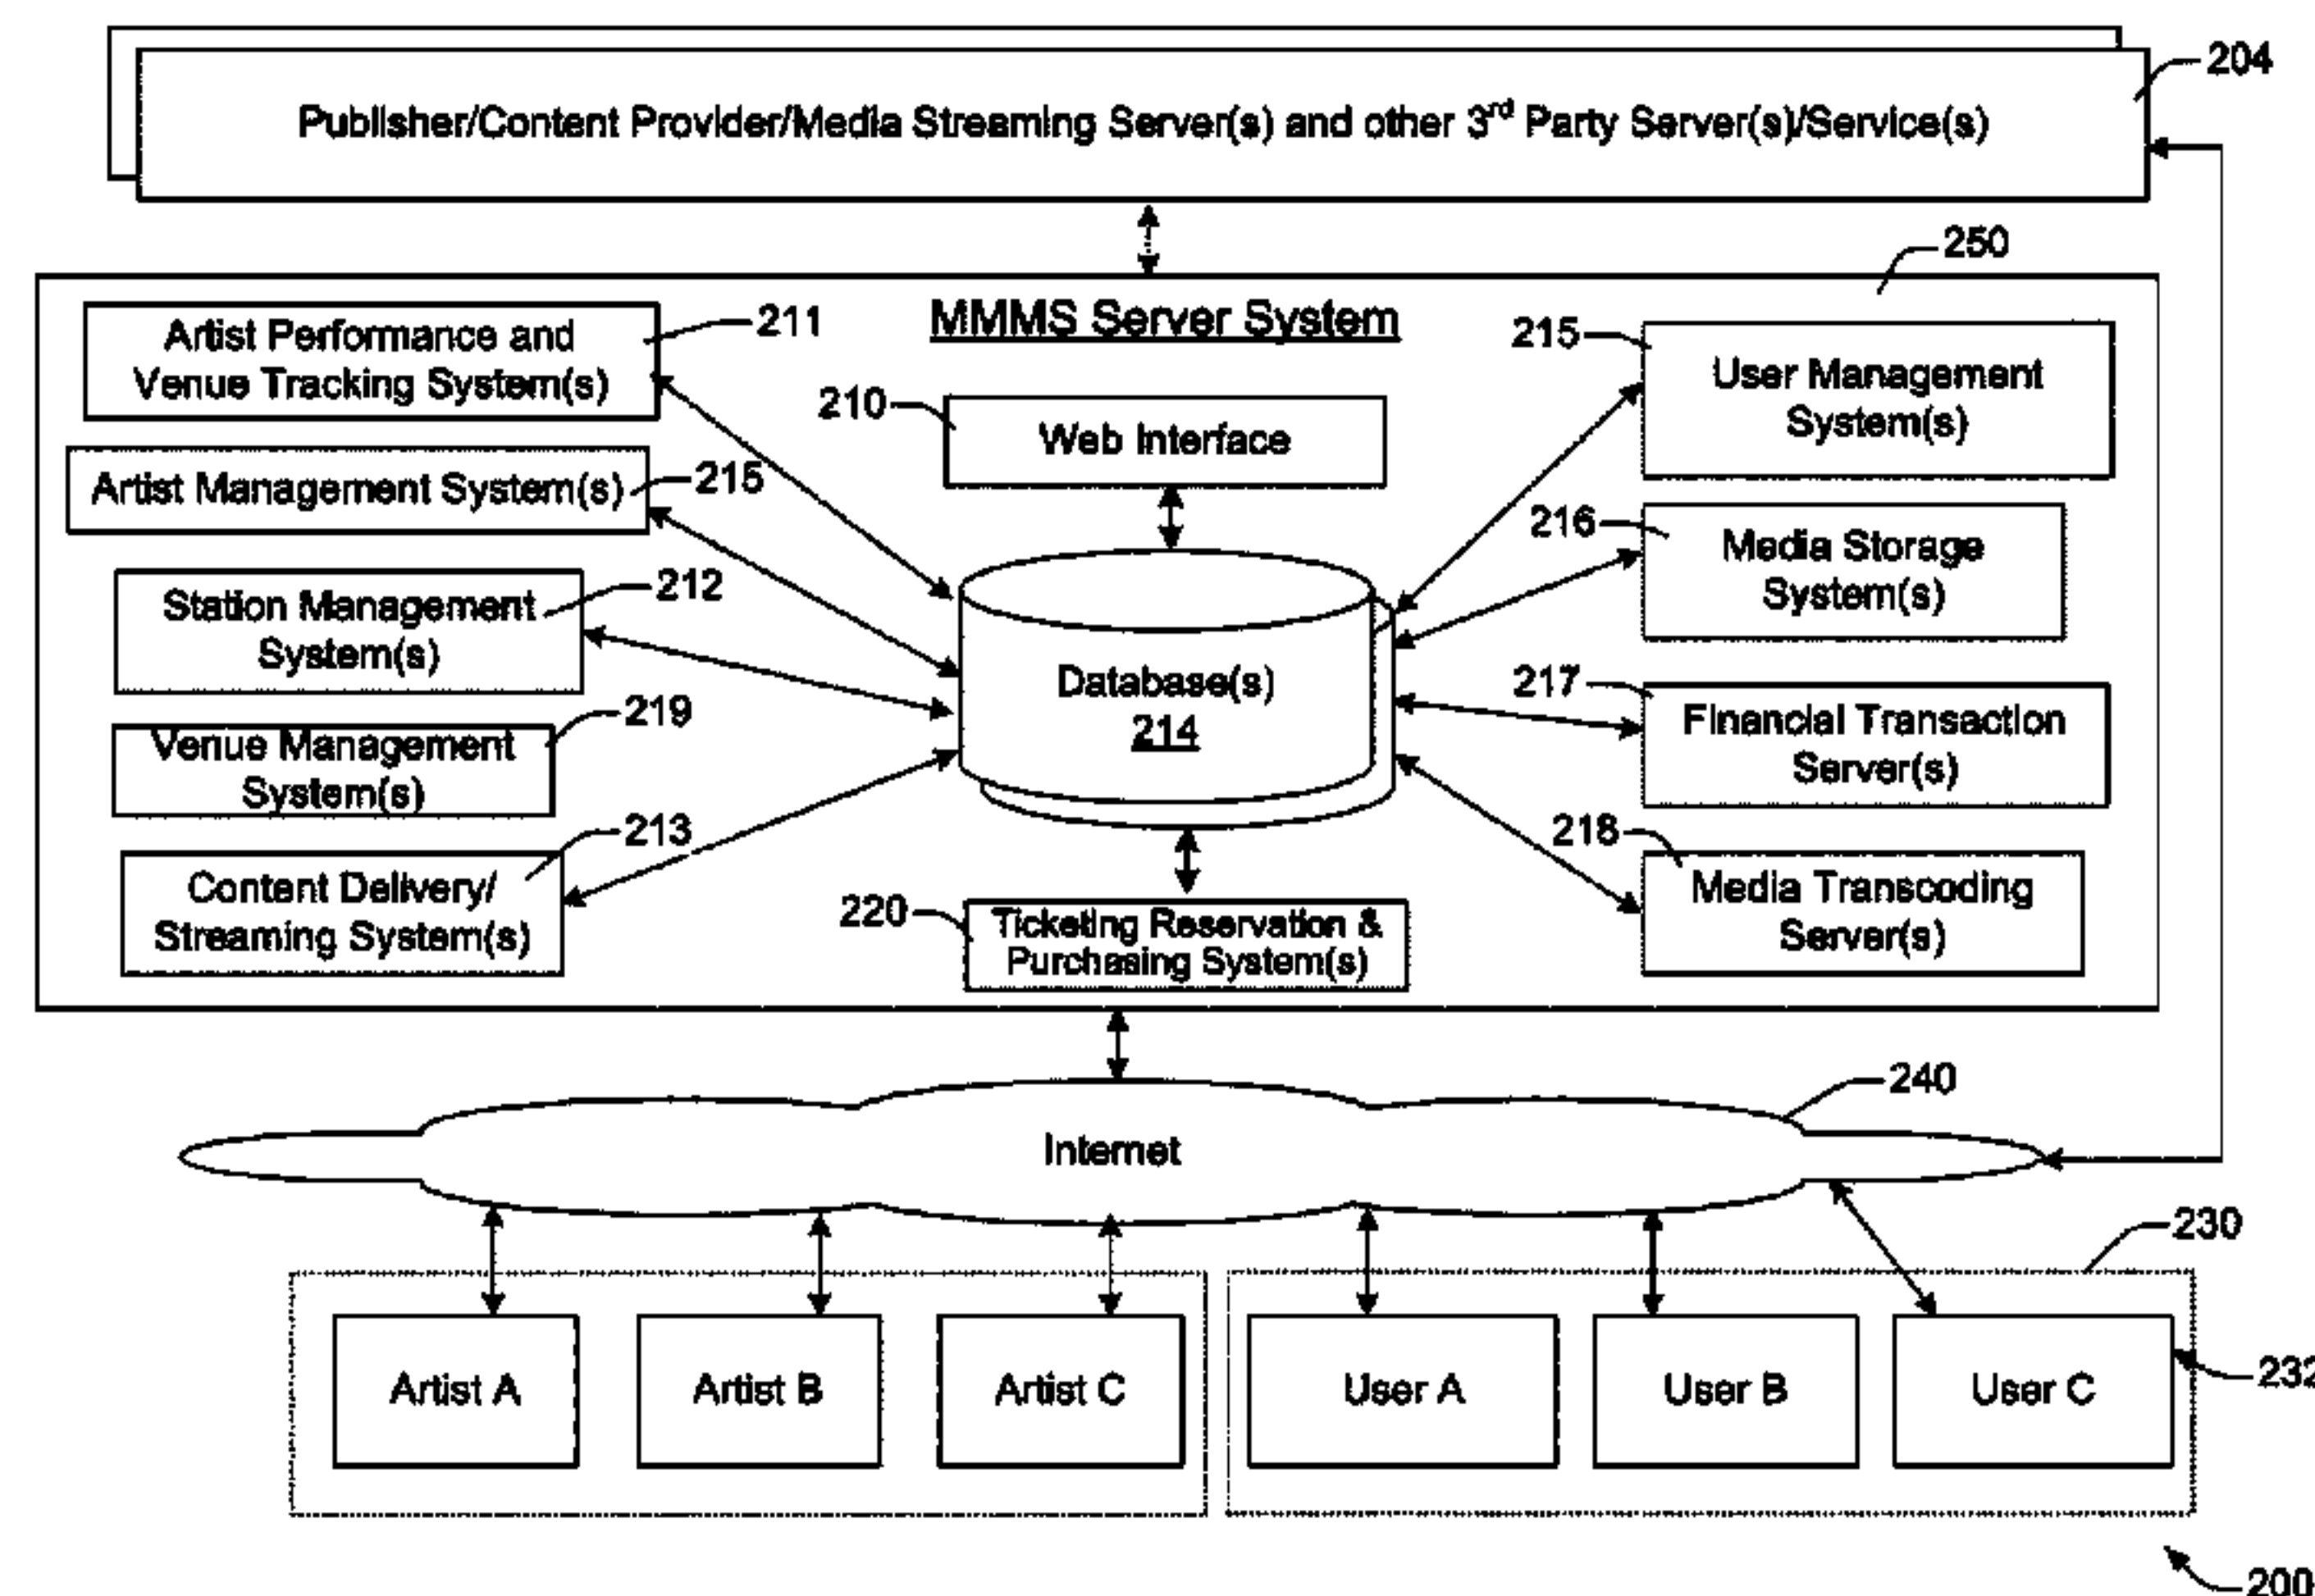 204
Publisher/Content Provider/Media Streaming Server(s) and other 3rd Party Server(s)/Service(s)
250
MMMS Server System
Artist Performance and
Venue Tracking System(s)
211
Artist Management System(s)
215
Station Management
System(s)
212
Venue Management
System(s)
219
Content Delivery/
Streaming System(s)
213
210
Web Interface
Database(s)
214
220
Ticketing Reservation &
Purchasing System(s)
215
User Management
System(s)
216
Media Storage
System(s)
217
Financial Transaction
Server(s)
218
Media Transcoding
Server(s)
240
Internet
230
Artist A
Artist B
Artist C
User A
User B
User C
232
200